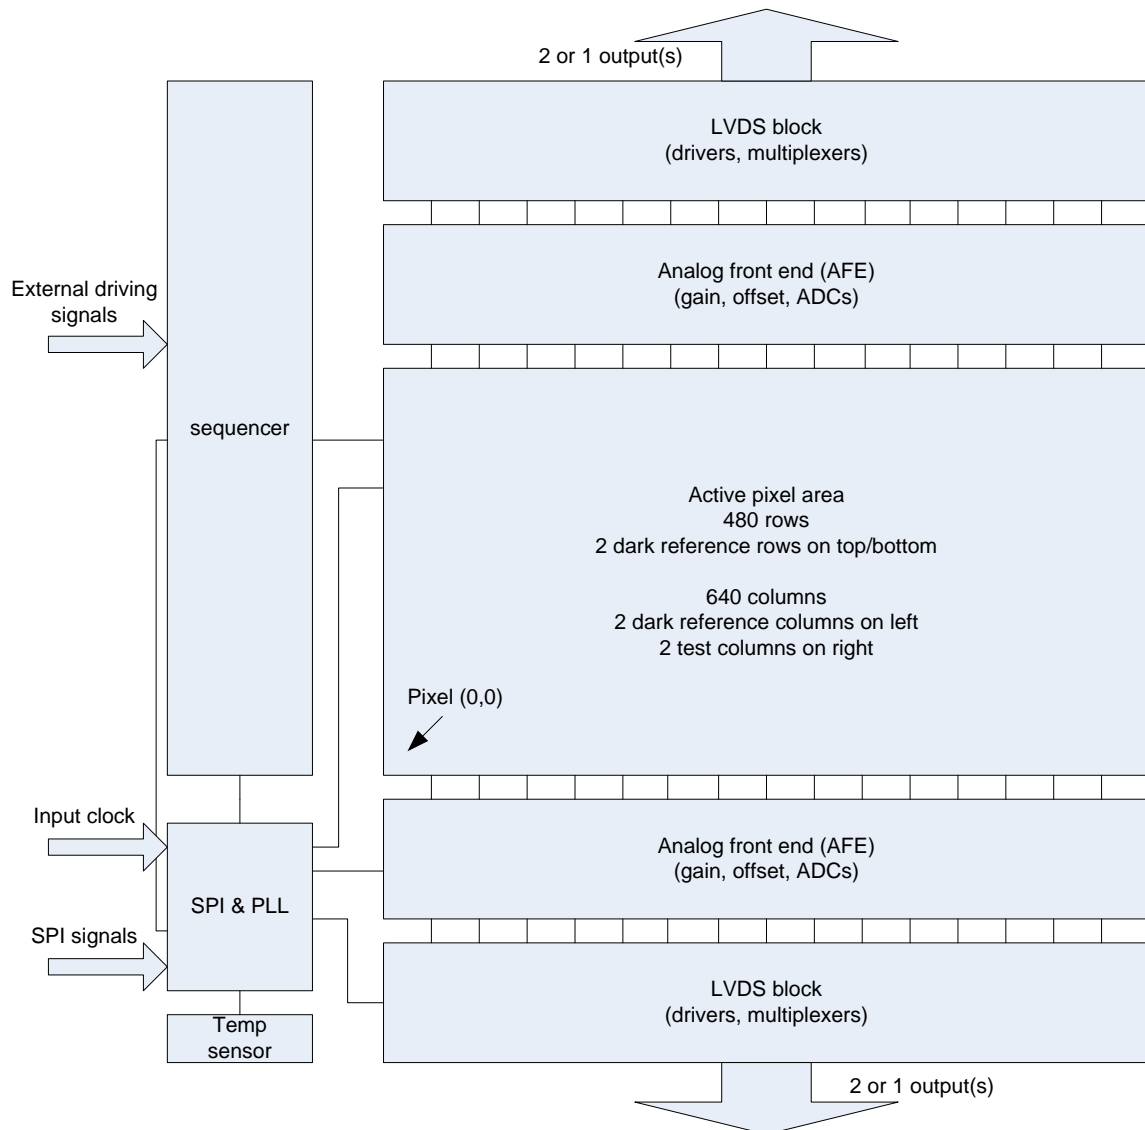 2 or 1 output(s)
LVDS block
(drivers, multiplexers)
Analog front end (AFE)
(gain, offset, ADCs)
External driving
signals
sequencer
Active pixel area
480 rows
2 dark reference rows on top/bottom
640 columns
2 dark reference columns on left
2 test columns on right
Pixel (0,0)
Input clock
Analog front end (AFE)
(gain, offset, ADCs)
SPI & PLL
SPI signals
LVDS block
(drivers, multiplexers)
Temp
sensor
2 or 1 output(s)